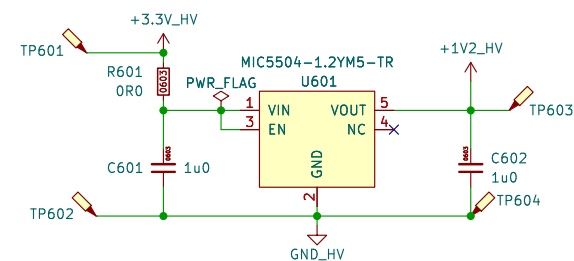 +3.3V_HV
TP601
MIC5504-1.2YM5-TR
+1V2_HV
R601
0603
0R0
PWR_FLAG
U601
1
VIN
VOUT
5
TP603
3
EN
NC
4
0603
C601
1u0
GND
0603
C602
1u0
2
TP602
TP604
GND_HV